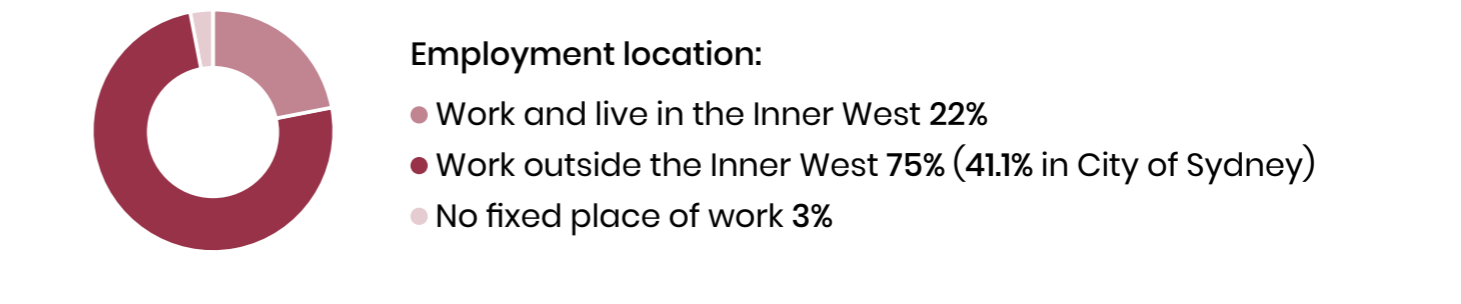 Employment location:
Work and live in the Inner West 22%
Work outside the Inner West 75% (41.1% in City of Sydney)
No fixed place of work 3%